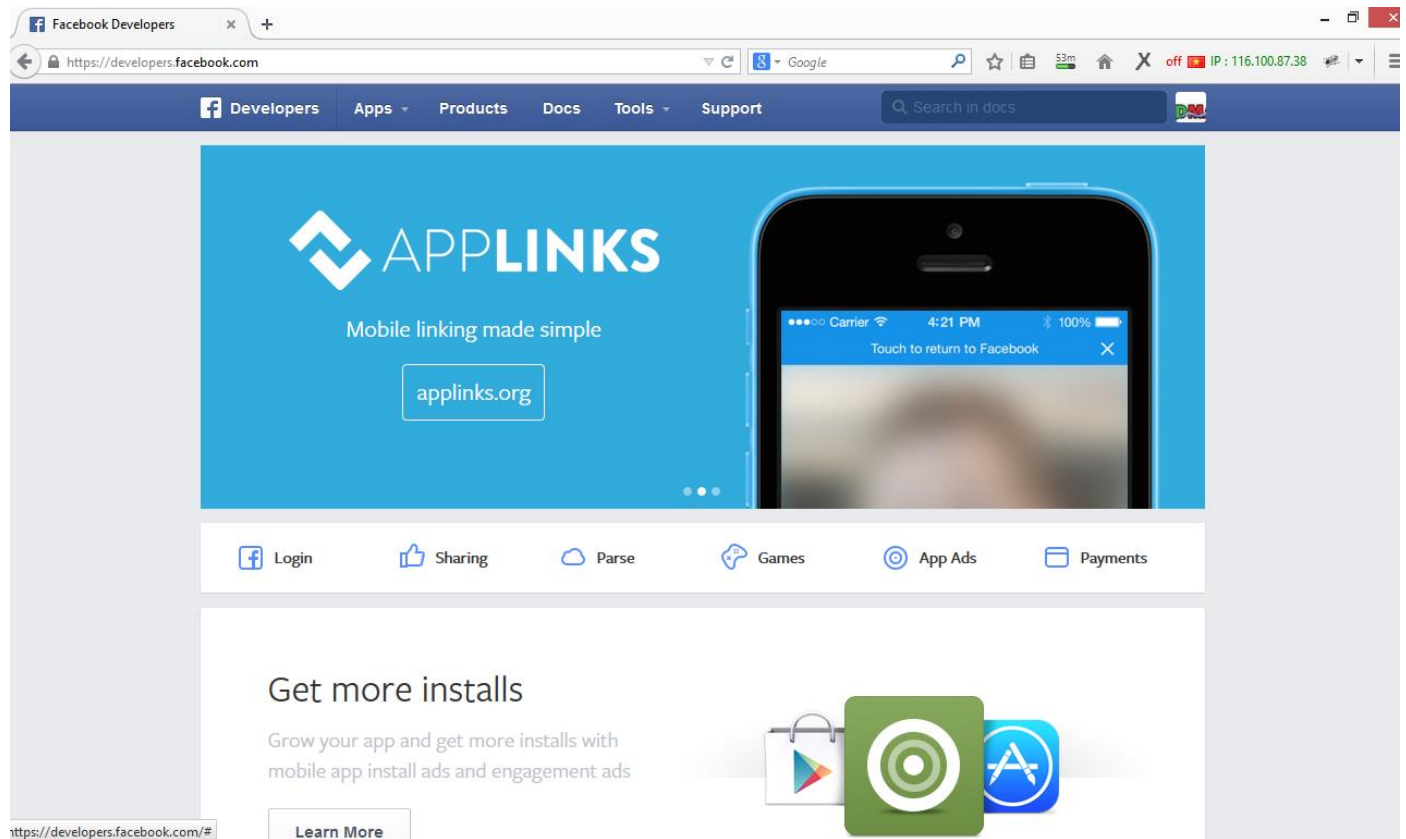 Facebook Developers
https://developers.facebook.com
Google
53m
off IP : 116.100.87.38
Developers Apps Products Docs Tools Support Search in docs
DM
APPLINKS
Mobile linking made simple
applinks.org
Carrier 4:21 PM 100%
Touch to return to Facebook
Login Sharing Parse Games App Ads Payments
Get more installs
Grow your app and get more installs with
mobile app install ads and engagement ads
Learn More
https://developers.facebook.com/#